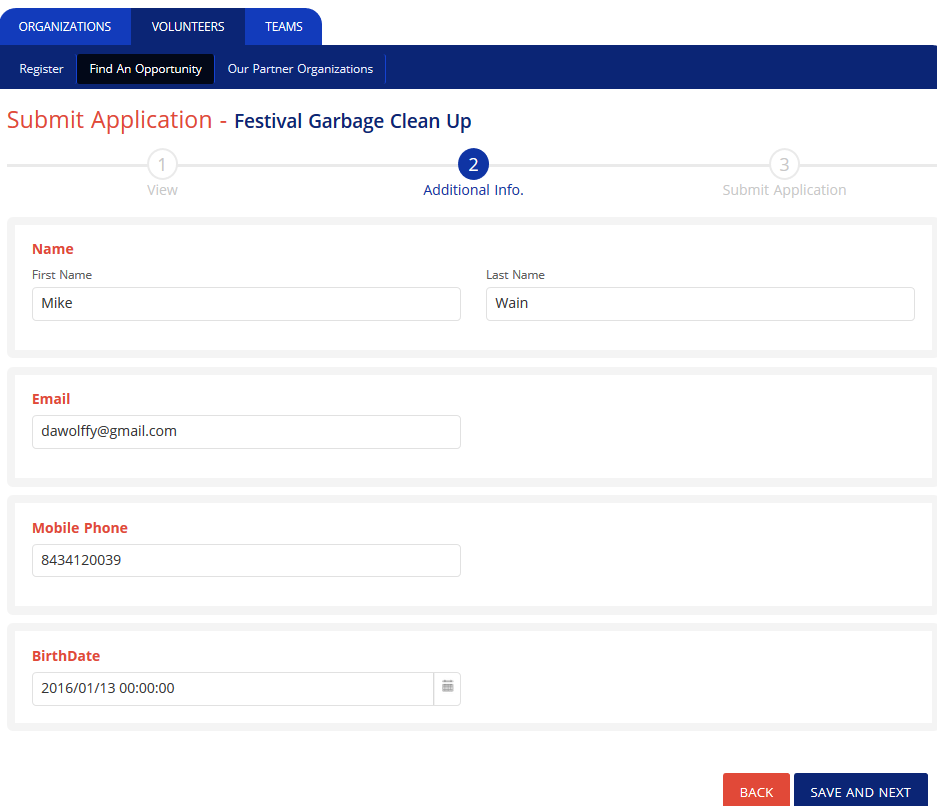 ORGANIZATIONS VOLUNTEERS TEAMS
Register Find An Opportunity Our Partner Organizations
Submit Application - Festival Garbage Clean Up
1 2 3
View Additional Info. Submit Application
Name
First Name Last Name
Mike Wain
Email
dawolffy@gmail.com
Mobile Phone
8434120039
BirthDate
2016/01/13 00:00:00
BACK SAVE AND NEXT